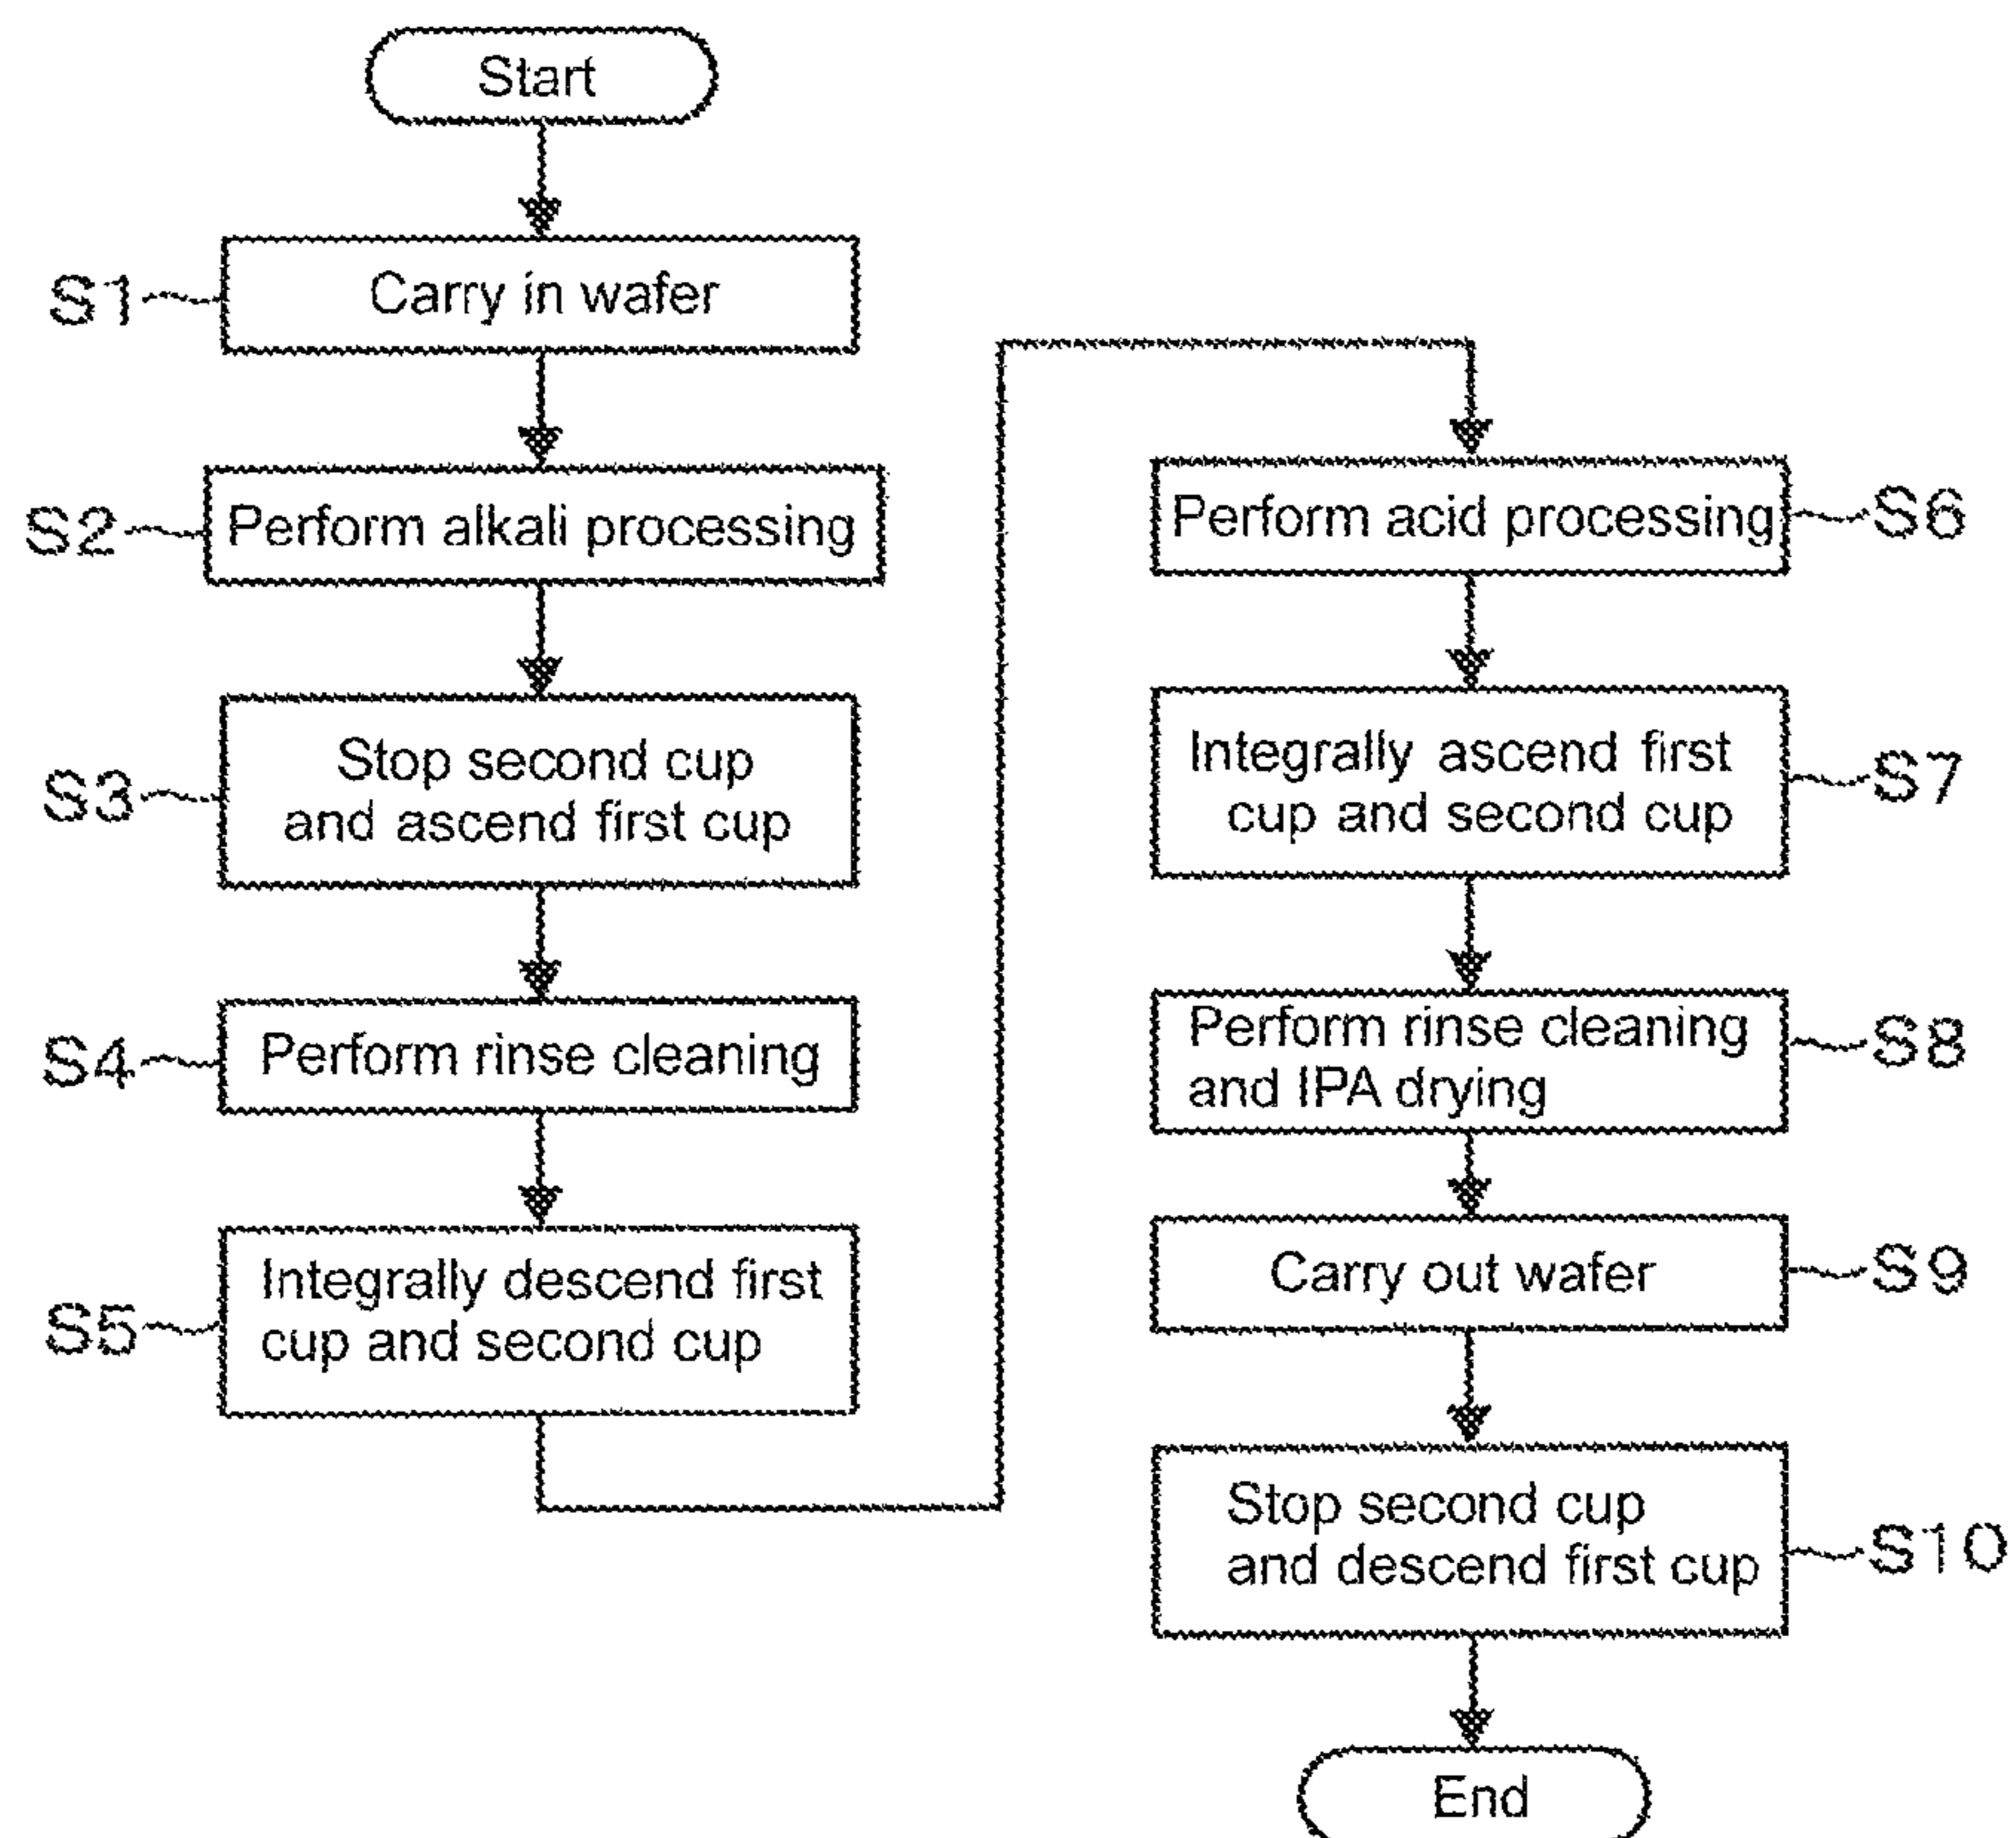 Start
S1
Carry in wafer
S2
Perform alkali processing
S3
Stop second cup
and ascend first cup
S4
Perform rinse cleaning
S5
Integrally descend first
cup and second cup
Perform acid processing
S6
Integrally ascend first
cup and second cup
S7
Perform rinse cleaning
and IPA drying
S8
Carry out wafer
S9
Stop second cup
and descend first cup
S10
End